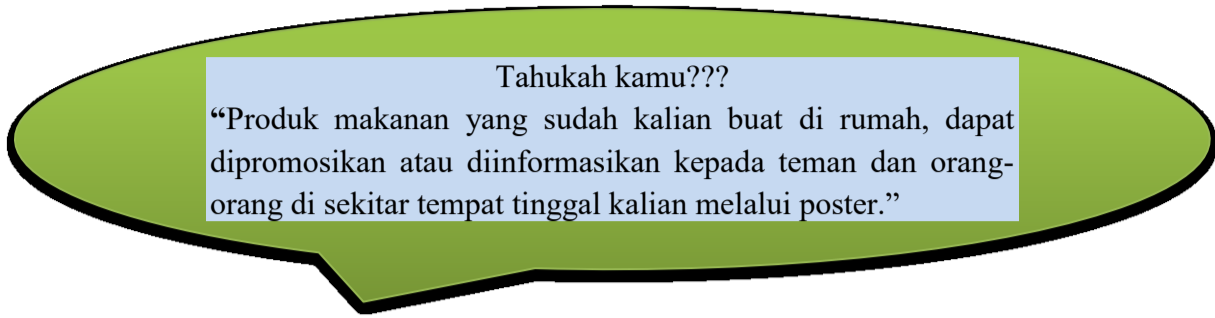 Tahukah kamu???
“Produk makanan yang sudah kalian buat di rumah, dapat
dipromosikan atau diinformasikan kepada teman dan orang-
orang di sekitar tempat tinggal kalian melalui poster.”